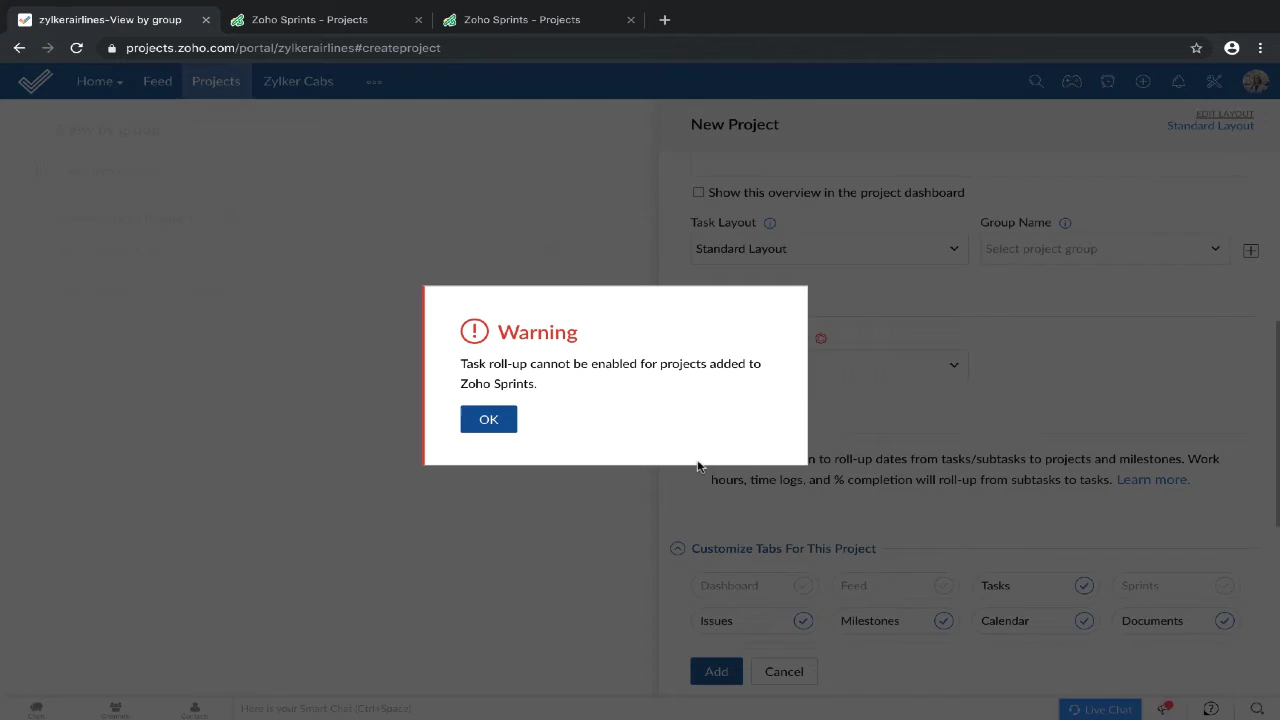 zylkerairlines-View by group
Zoho Sprints - Projects
Zoho Sprints - Projects
projects.zoho.com/portal/zylkerairlines#createproject
Home
Feed
Projects
Zylker Cabs
New Project
EDIT LAYOUT
Standard Layout
Show this overview in the project dashboard
Task Layout
Group Name
Standard Layout
Select project group
Warning
Task roll-up cannot be enabled for projects added to
Zoho Sprints.
OK
n to roll-up dates from tasks/subtasks to projects and milestones. Work
hours, time logs, and % completion will roll-up from subtasks to tasks. Learn more.
Customize Tabs For This Project
Dashboard
Feed
Tasks
Sprints
Issues
Milestones
Calendar
Documents
Add
Cancel
Chats
Channels
Contacts
Here is your Smart Chat [Ctrl+Space]
Live Chat